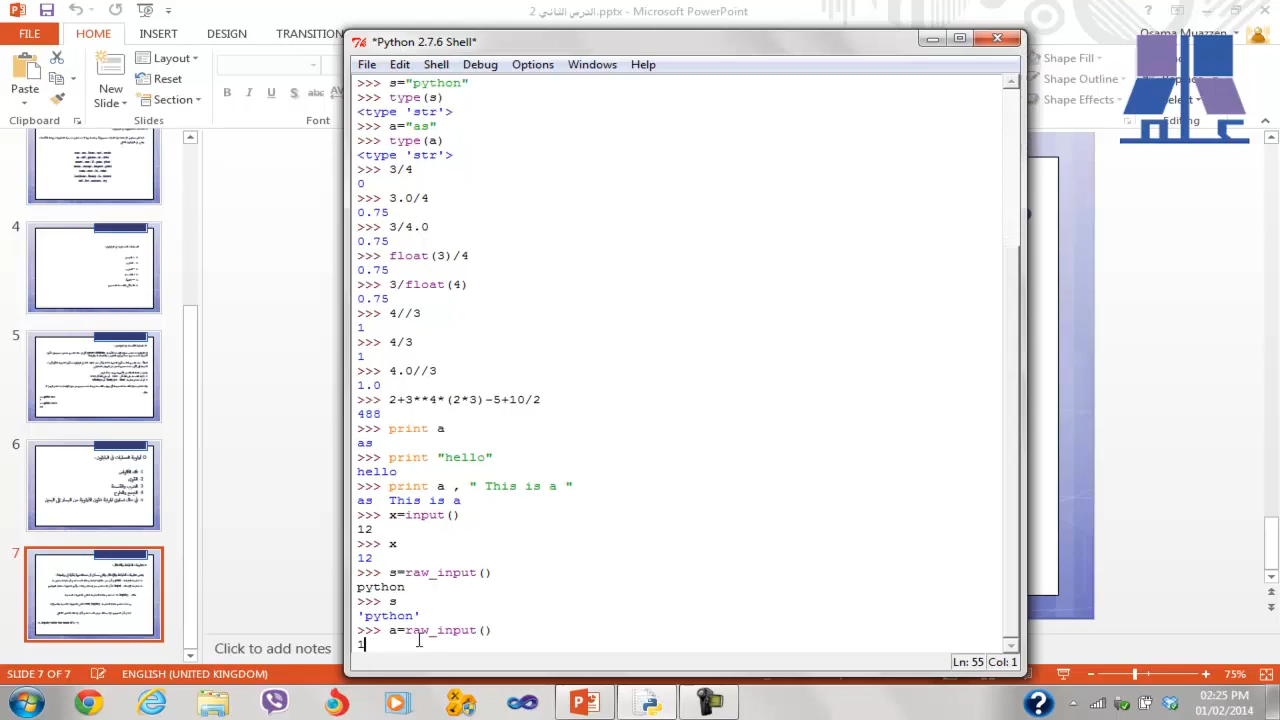 الدرس الثاني 2.pptx - Microsoft PowerPoint
FILE HOME INSERT DESIGN TRANSITION
Osama Muazzen
Paste
Clipboard
New
Slide
Layout
Reset
Section
Slides
B I U S abc AV
Font
Shape Fill
Shape Outline
Shape Effects
Select
Editing
*Python 2.7.6 Shell*
File Edit Shell Debug Options Windows Help
>>> s="python"
>>> type(s)
<type 'str'>
>>> a="as"
>>> type(a)
<type 'str'>
>>> 3/4
0
>>> 3.0/4
0.75
>>> 3/4.0
0.75
>>> float(3)/4
0.75
>>> 3/float(4)
0.75
>>> 4//3
1
>>> 4/3
1
>>> 4.0//3
1.0
>>> 2+3**4*(2*3)-5+10/2
488
>>> print a
as
>>> print "hello"
hello
>>> print a , " This is a "
as  This is a
>>> x=input()
12
>>> x
12
>>> s=raw_input()
python
>>> s
'python'
>>> a=raw_input()
1
Ln: 55 Col: 1
4
5
6
7
Click to add notes
SLIDE 7 OF 7 ENGLISH (UNITED KINGDOM)
75%
02:25 PM
01/02/2014